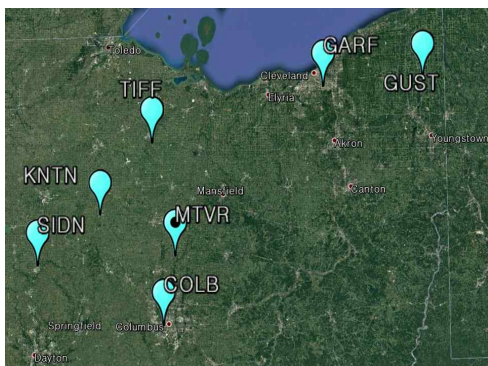 Toledo
GARF
Cleveland
GUST
TIFF
Elyria
Akron
Youngstown
KNTN
Mansfield
Canton
SIDN
MTVR
COLB
Springfield
Columbus
Dayton